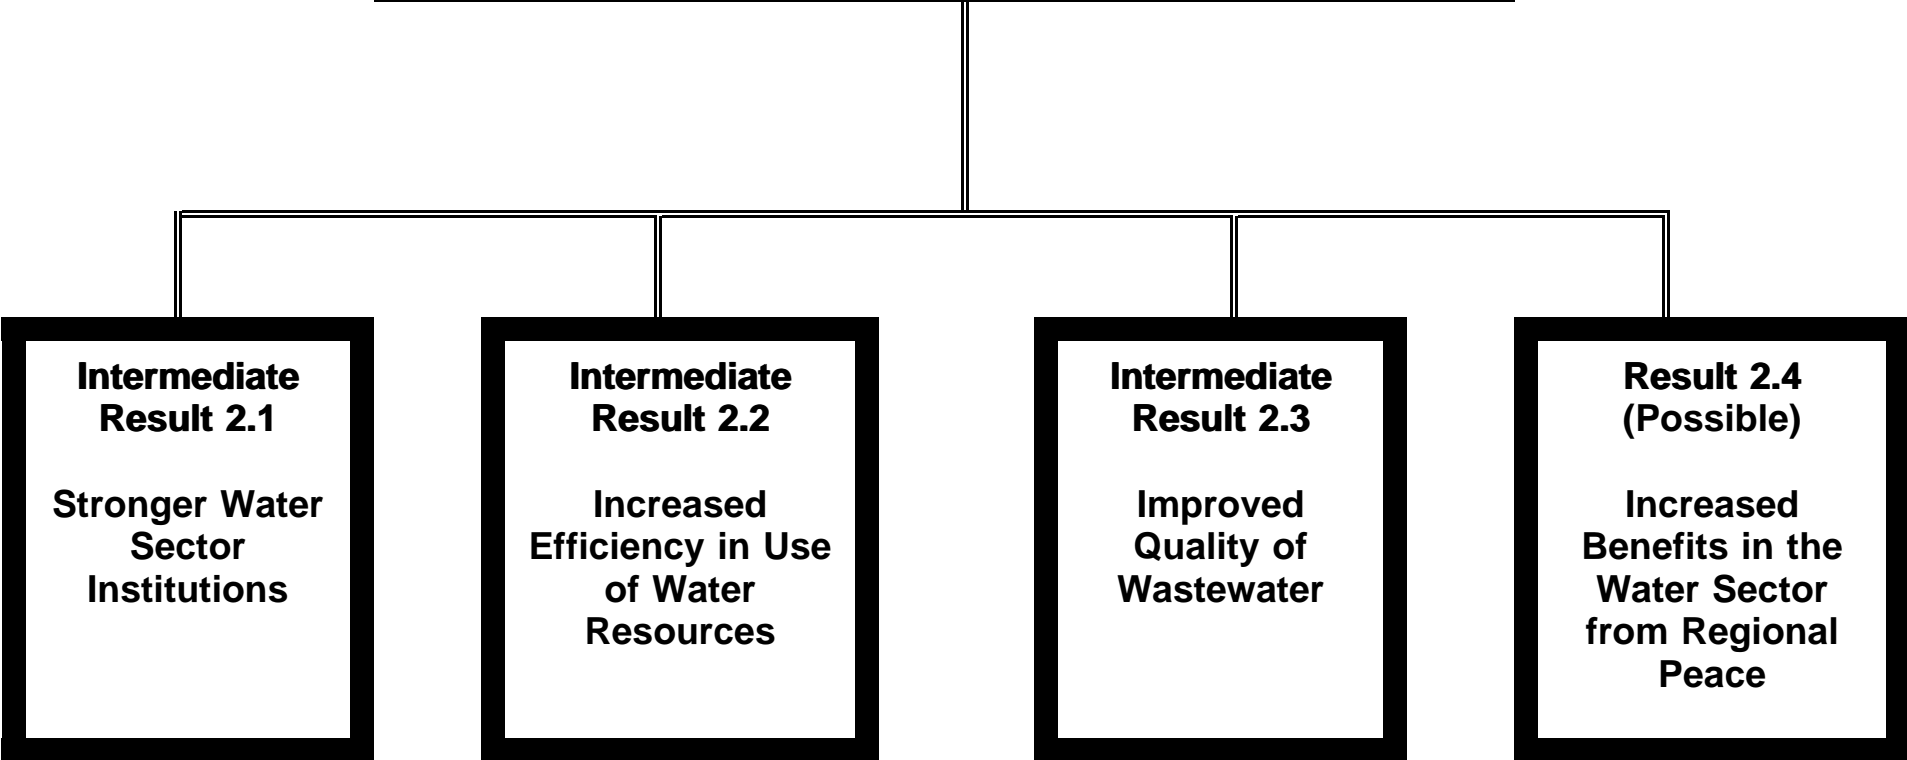 Intermediate
Result 2.1
Stronger Water
Sector
Institutions
Intermediate
Result 2.2
Increased
Efficiency in Use
of Water
Resources
Intermediate
Result 2.3
Improved
Quality of
Wastewater
Result 2.4
(Possible)
Increased
Benefits in the
Water Sector
from Regional
Peace